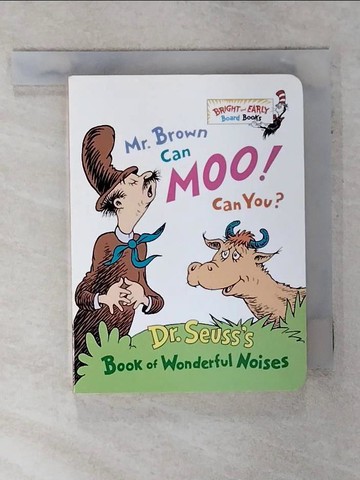 BRIGHT and EARLY
Board Books
Mr. Brown
Can
MOO!
Can You?
Dr. Seuss's
Book of Wonderful Noises